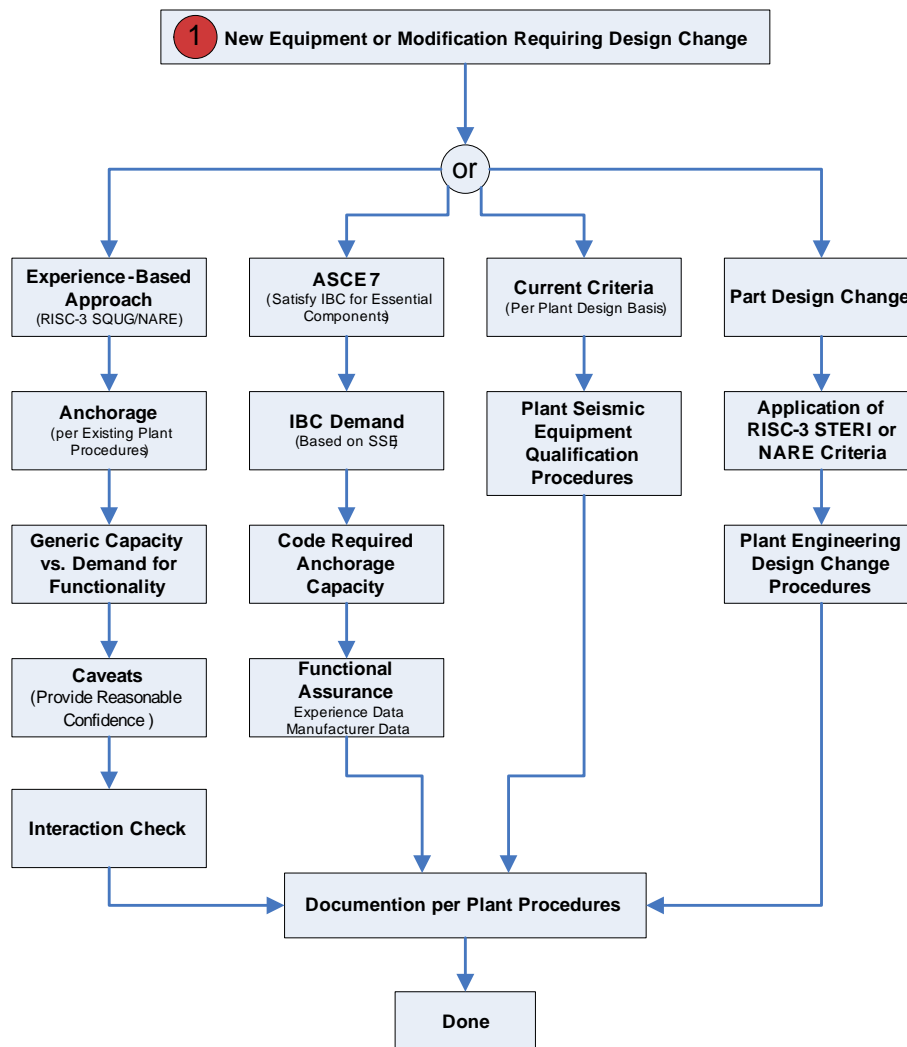 1 New Equipment or Modification Requiring Design Change
or
Experience-Based
Approach
(RISC-3 SQUG/NARE)
ASCE 7
(Satisfy IBC for Essential
Components)
Current Criteria
(Per Plant Design Basis)
Part Design Change
Anchorage
(per Existing Plant
Procedures)
IBC Demand
(Based on SSE)
Plant Seismic
Equipment
Qualification
Procedures
Application of
RISC-3 STERI or
NARE Criteria
Generic Capacity
vs. Demand for
Functionality
Code Required
Anchorage
Capacity
Plant Engineering
Design Change
Procedures
Caveats
(Provide Reasonable
Confidence )
Functional
Assurance
Experience Data
Manufacturer Data
Interaction Check
Documention per Plant Procedures
Done